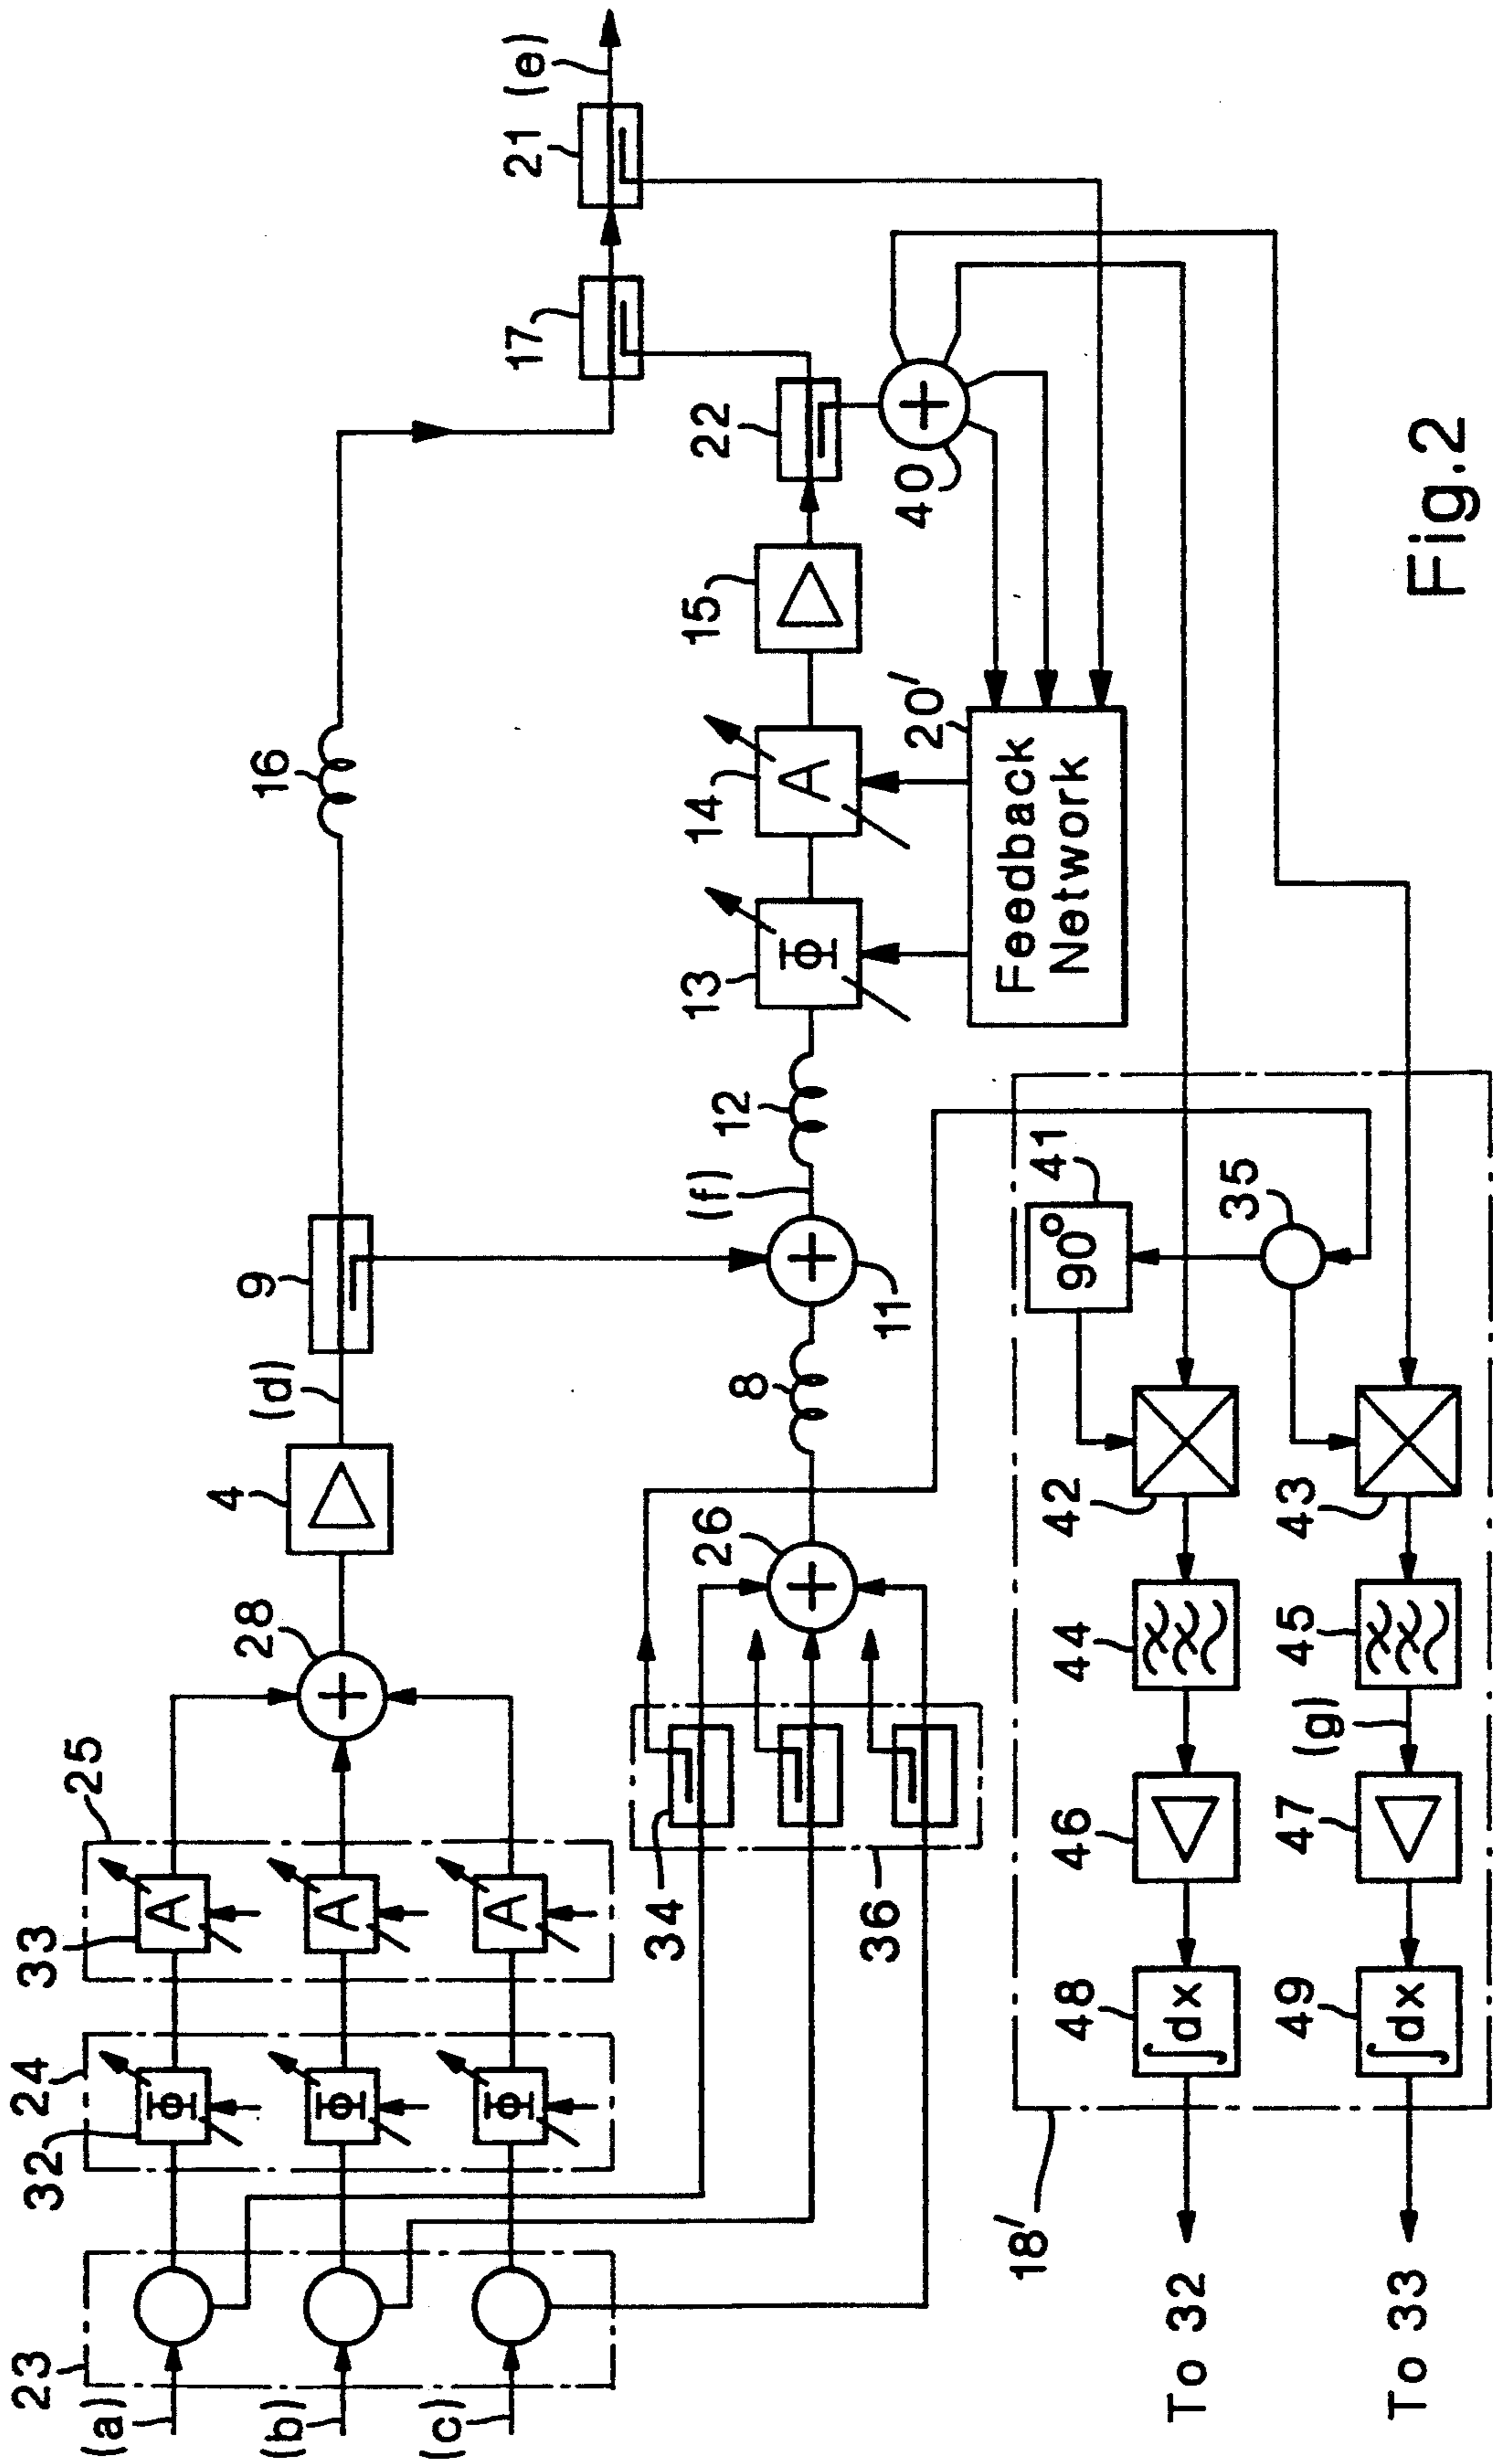 23
(a)
(b)
(c)
32
24
Φ
Φ
Φ
33
25
A
A
A
28
4
(d)
9
16
17
21
(e)
34
36
26
8
11
(f)
12
13
Φ
14
A
15
22
40
20'
Feedback
Network
18'
To 32
To 33
48
∫dx
49
∫dx
46
47
(g)
44
45
42
43
41
90°
35
Fig.2